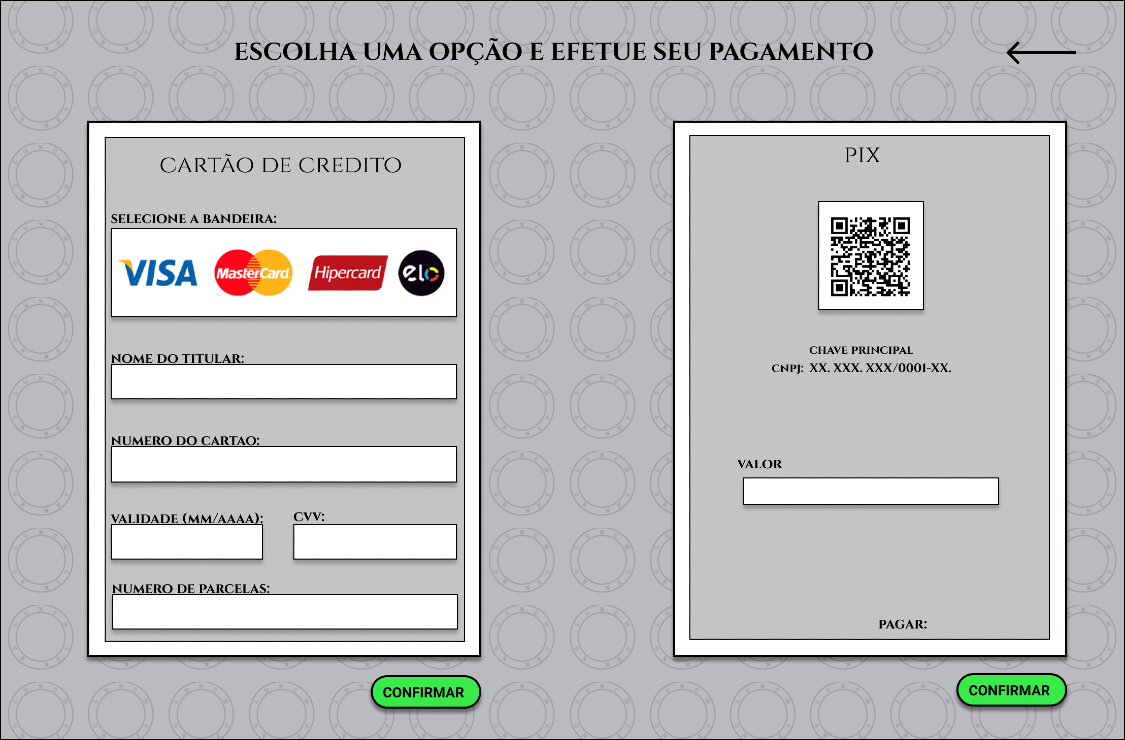 ESCOLHA UMA OPÇÃO E EFETUE SEU PAGAMENTO
CARTÃO DE CREDITO
SELECIONE A BANDEIRA:
VISA MasterCard Hipercard elo
NOME DO TITULAR:
NUMERO DO CARTAO:
VALIDADE (MM/AAAA): CVV:
NUMERO DE PARCELAS:
CONFIRMAR
PIX
CHAVE PRINCIPAL
CNPJ: XX. XXX. XXX/0001-XX.
VALOR
PAGAR:
CONFIRMAR